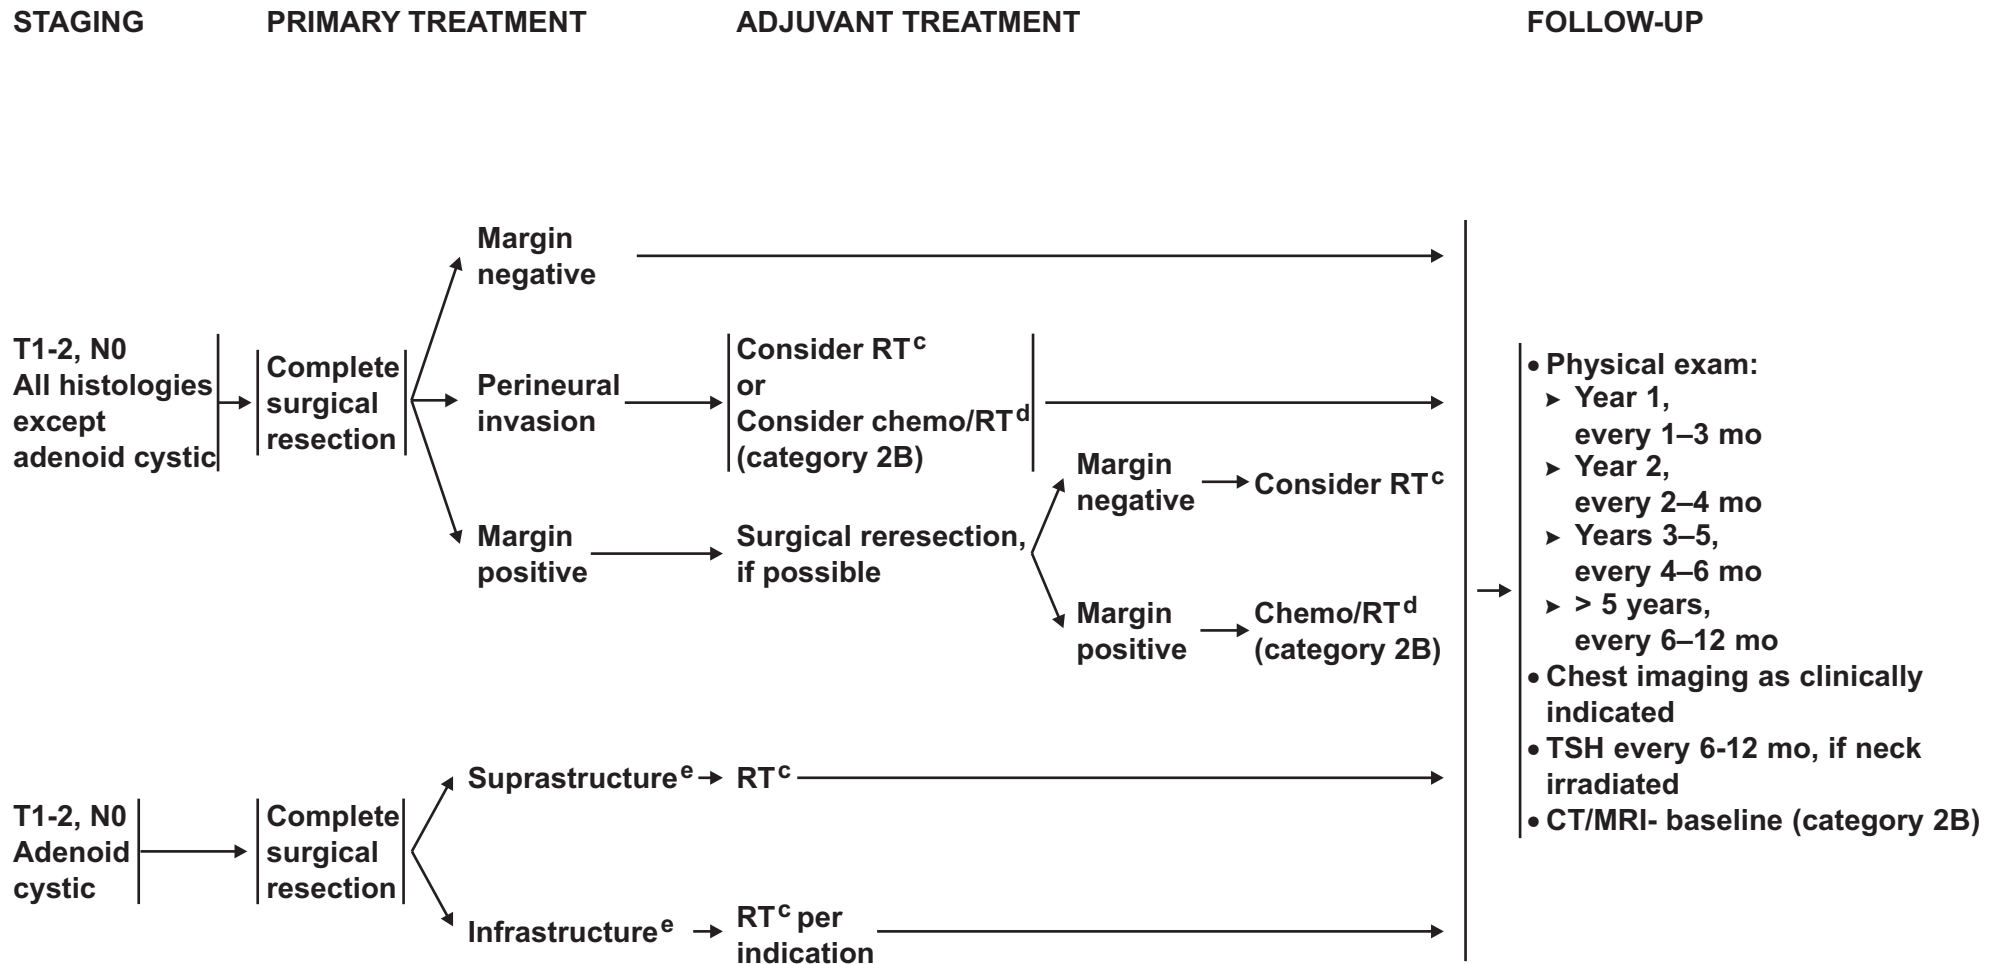 STAGING PRIMARY TREATMENT ADJUVANT TREATMENT FOLLOW-UP
Margin
negative
T1-2, N0
All histologies
except
adenoid cystic
Complete
surgical
resection
Perineural
invasion
Consider RTc
or
Consider chemo/RTd
(category 2B)
Margin
positive
Surgical reresection,
if possible
Margin
negative
Consider RTc
Margin
positive
Chemo/RTd
(category 2B)
T1-2, N0
Adenoid
cystic
Complete
surgical
resection
Suprastructuree
RTc
Infrastructuree
RTc per
indication
• Physical exam:
➤ Year 1,
every 1–3 mo
➤ Year 2,
every 2–4 mo
➤ Years 3–5,
every 4–6 mo
➤ > 5 years,
every 6–12 mo
• Chest imaging as clinically
indicated
• TSH every 6-12 mo, if neck
irradiated
• CT/MRI- baseline (category 2B)